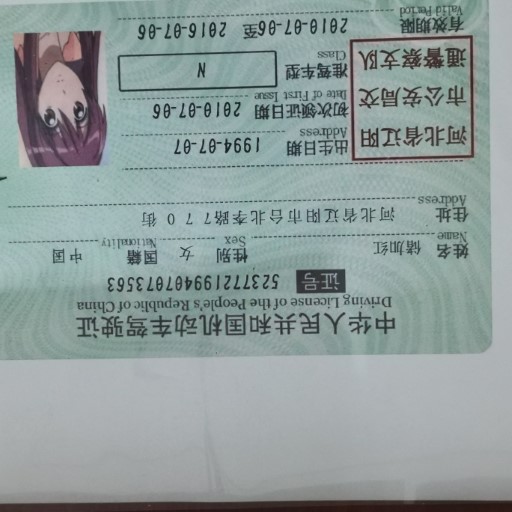 中华人民共和国机动车驾驶证
Driving License of the People's Republic of China
证号 523772199407073563
姓名 储加红 性别 女 国籍 中国
Name Sex Nationality
住址 河北省辽阳市台北李路770街
Address
出生日期 1994-07-07
Address
初次领证日期 2010-07-06
Date of First Issue
准驾车型 N
Class
有效期限 2010-07-06至 2016-07-06
Valid Period
河北省辽阳
市公安局交
通警察支队